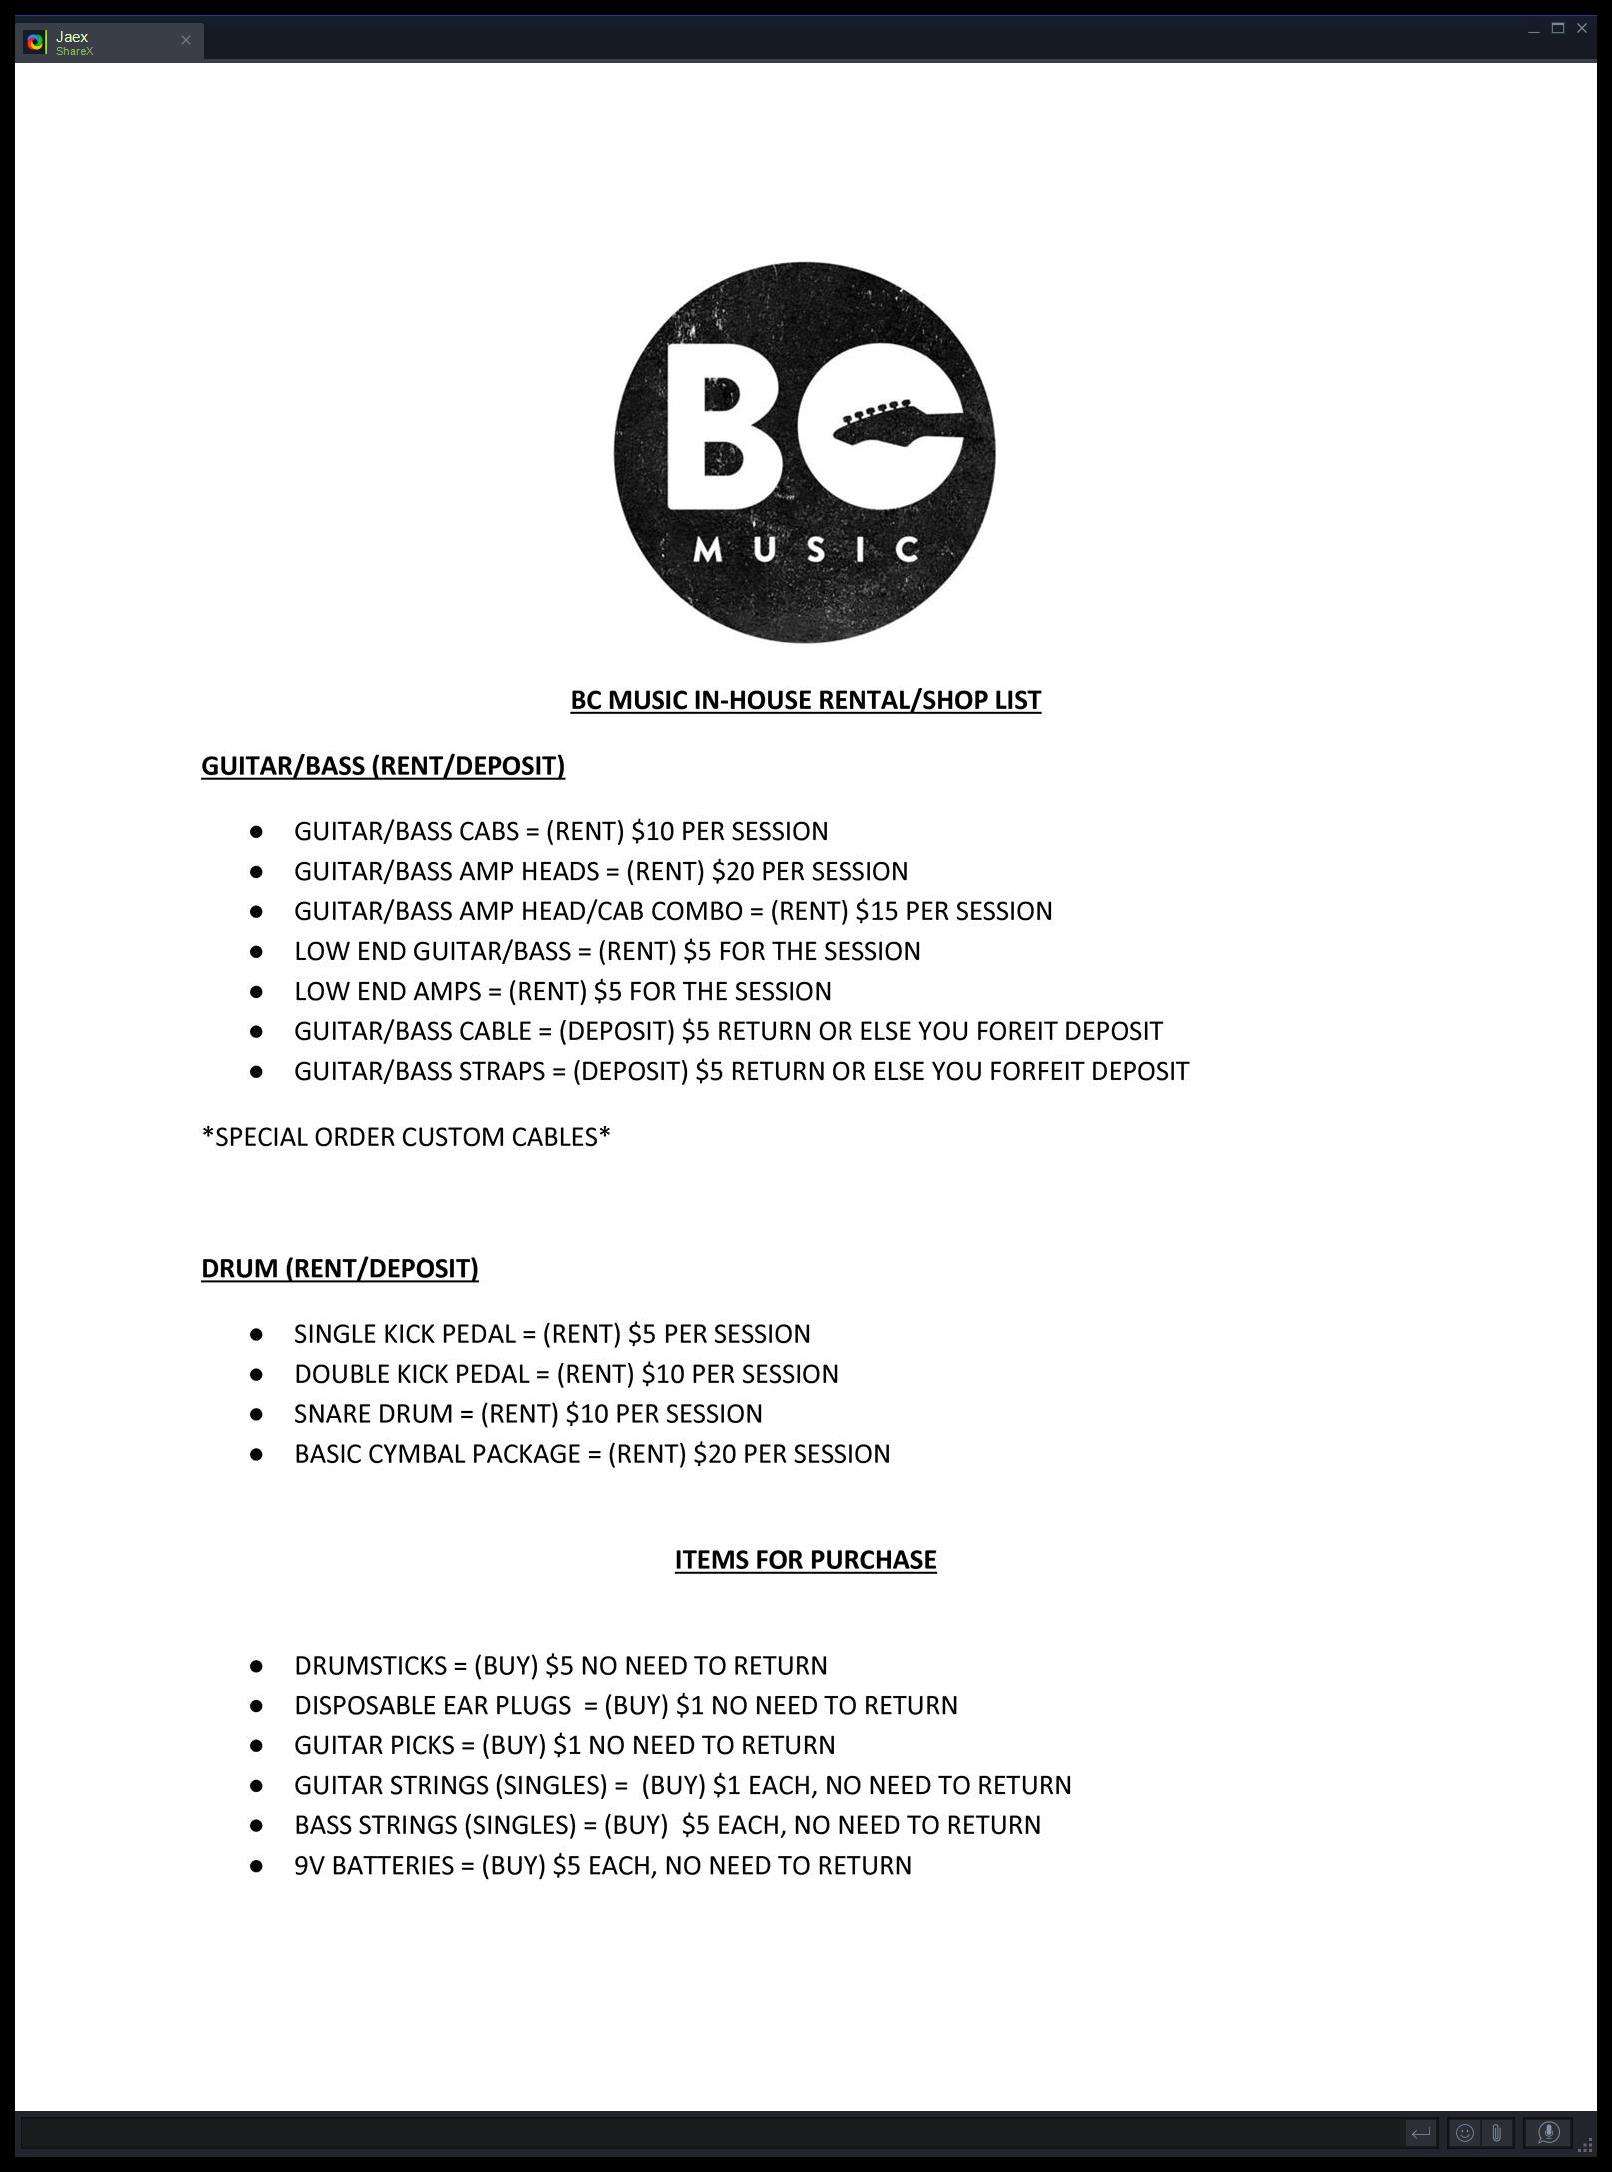 Jaex
ShareX
BC
MUSIC
BC MUSIC IN-HOUSE RENTAL/SHOP LIST
GUITAR/BASS (RENT/DEPOSIT)
● GUITAR/BASS CABS = (RENT) $10 PER SESSION
● GUITAR/BASS AMP HEADS = (RENT) $20 PER SESSION
● GUITAR/BASS AMP HEAD/CAB COMBO = (RENT) $15 PER SESSION
● LOW END GUITAR/BASS = (RENT) $5 FOR THE SESSION
● LOW END AMPS = (RENT) $5 FOR THE SESSION
● GUITAR/BASS CABLE = (DEPOSIT) $5 RETURN OR ELSE YOU FOREIT DEPOSIT
● GUITAR/BASS STRAPS = (DEPOSIT) $5 RETURN OR ELSE YOU FORFEIT DEPOSIT
*SPECIAL ORDER CUSTOM CABLES*
DRUM (RENT/DEPOSIT)
● SINGLE KICK PEDAL = (RENT) $5 PER SESSION
● DOUBLE KICK PEDAL = (RENT) $10 PER SESSION
● SNARE DRUM = (RENT) $10 PER SESSION
● BASIC CYMBAL PACKAGE = (RENT) $20 PER SESSION
ITEMS FOR PURCHASE
● DRUMSTICKS = (BUY) $5 NO NEED TO RETURN
● DISPOSABLE EAR PLUGS  = (BUY) $1 NO NEED TO RETURN
● GUITAR PICKS = (BUY) $1 NO NEED TO RETURN
● GUITAR STRINGS (SINGLES) =  (BUY) $1 EACH, NO NEED TO RETURN
● BASS STRINGS (SINGLES) = (BUY)  $5 EACH, NO NEED TO RETURN
● 9V BATTERIES = (BUY) $5 EACH, NO NEED TO RETURN